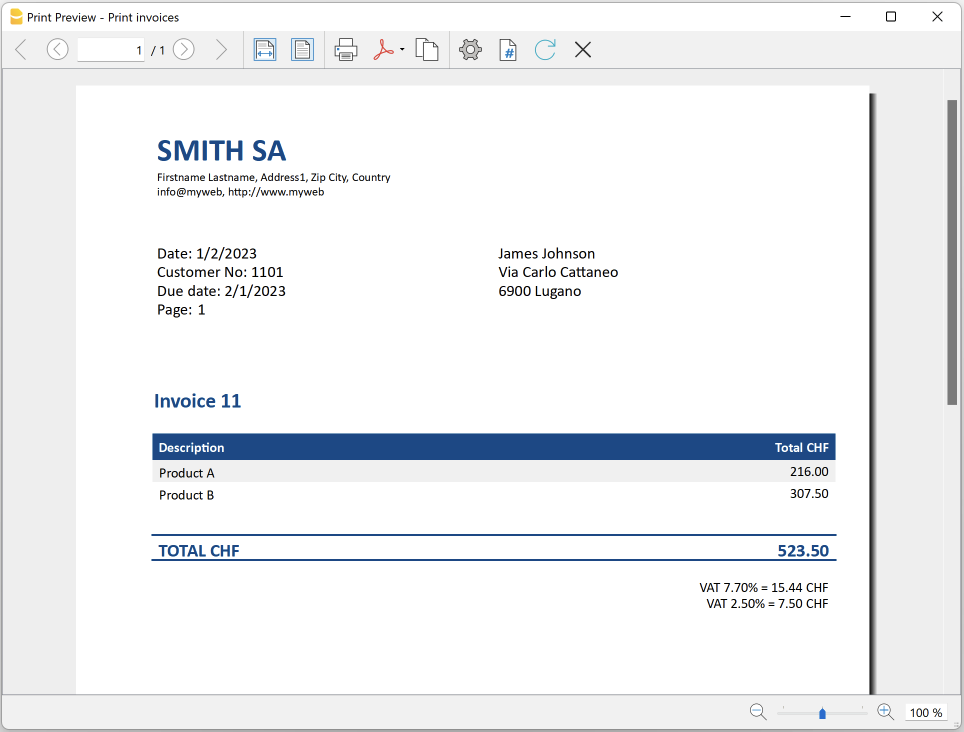 Print Preview - Print invoices
1 / 1
#
SMITH SA
Firstname Lastname, Address1, Zip City, Country
info@myweb, http://www.myweb
Date: 1/2/2023
Customer No: 1101
Due date: 2/1/2023
Page: 1
James Johnson
Via Carlo Cattaneo
6900 Lugano
Invoice 11
Description Total CHF
Product A 216.00
Product B 307.50
TOTAL CHF 523.50
VAT 7.70% = 15.44 CHF
VAT 2.50% = 7.50 CHF
100 %